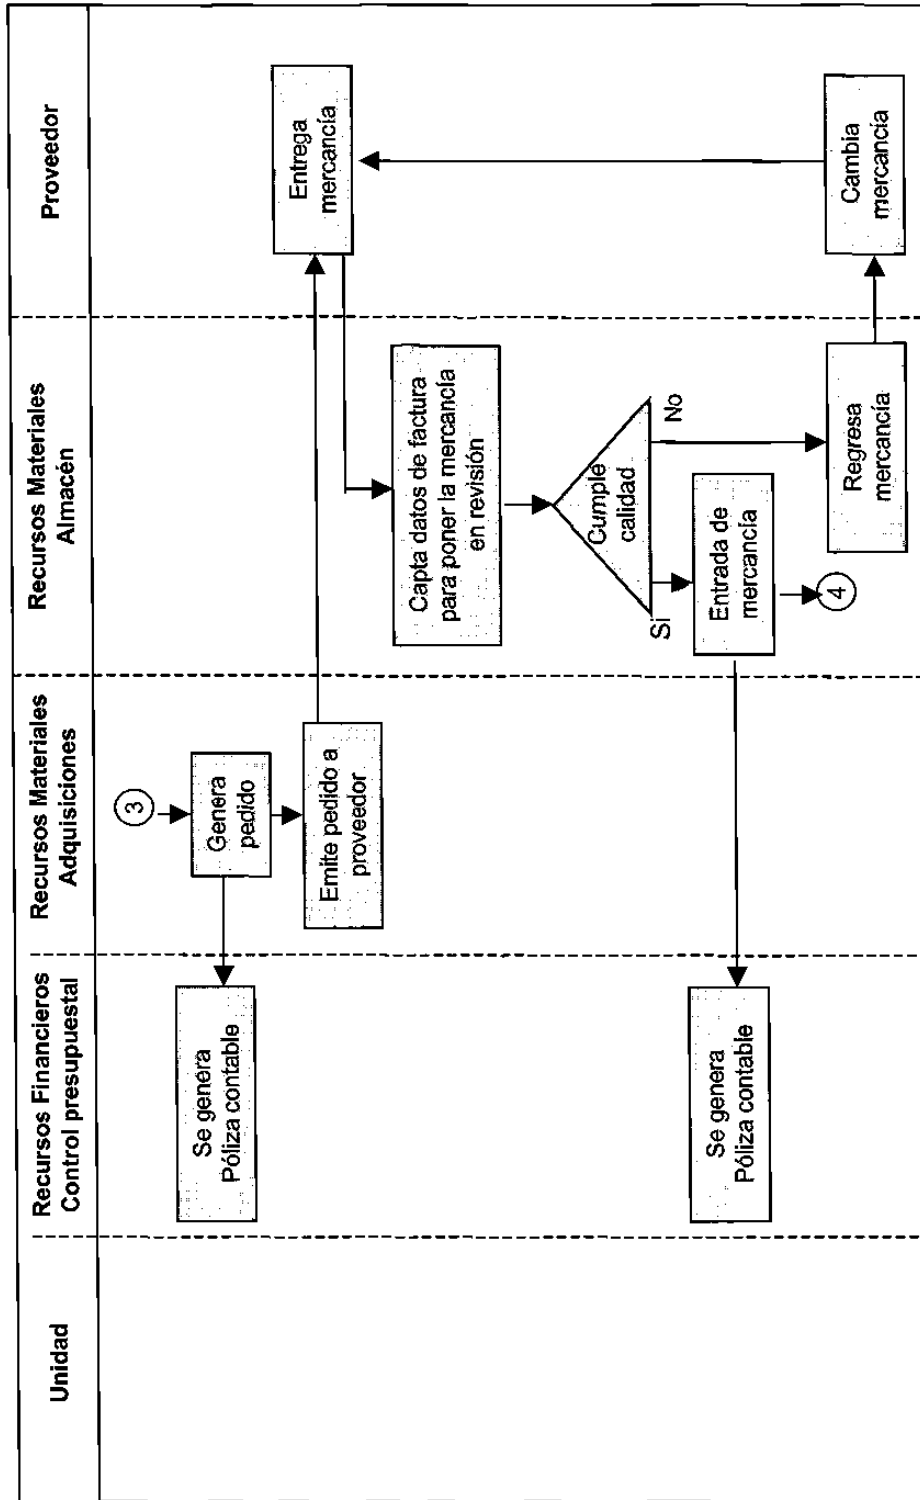 Unidad
Recursos Financieros
Control presupuestal
Recursos Materiales
Adquisiciones
Recursos Materiales
Almacén
Proveedor
3
Genera
pedido
Se genera
Póliza contable
Emite pedido a
proveedor
Entrega
mercancía
Capta datos de factura
para poner la mercancía
en revisión
Cumple
calidad
Si
No
Entrada de
mercancía
Se genera
Póliza contable
4
Regresa
mercancía
Cambia
mercancía